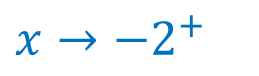 x → −2⁺